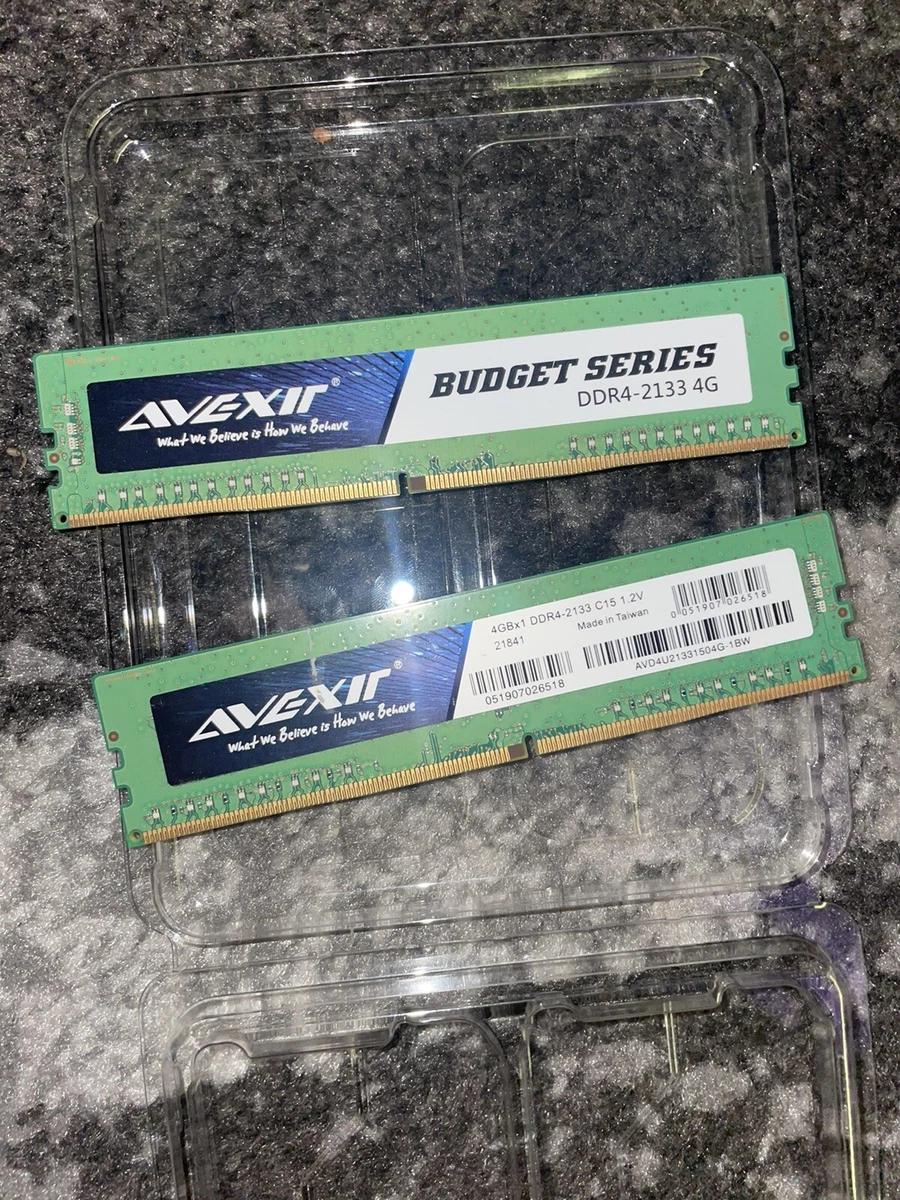 AVEXIR®
What We Believe is How We Behave
BUDGET SERIES
DDR4-2133 4G
AVEXIR®
What We Believe is How We Behave
4GBx1 DDR4-2133 C15 1.2V
21841
Made in Taiwan
0 051907 026518
051907026518
AVD4U21331504G-1BW